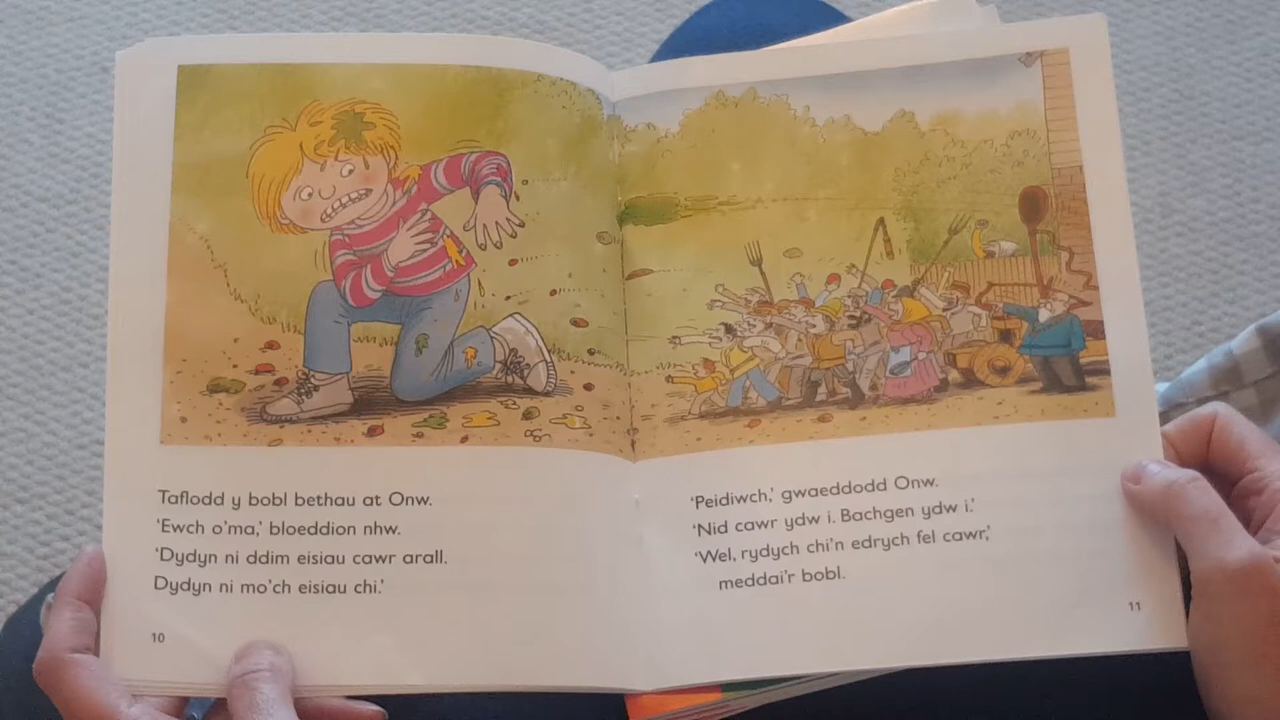 Taflodd y bobl bethau at Onw.
'Ewch o'ma,' bloeddion nhw.
'Dydyn ni ddim eisiau cawr arall.
Dydyn ni mo'ch eisiau chi.'
10
'Peidiwch,' gwaeddodd Onw.
'Nid cawr ydw i. Bachgen ydw i.'
'Wel, rydych chi'n edrych fel cawr,'
meddai'r bobl.
11